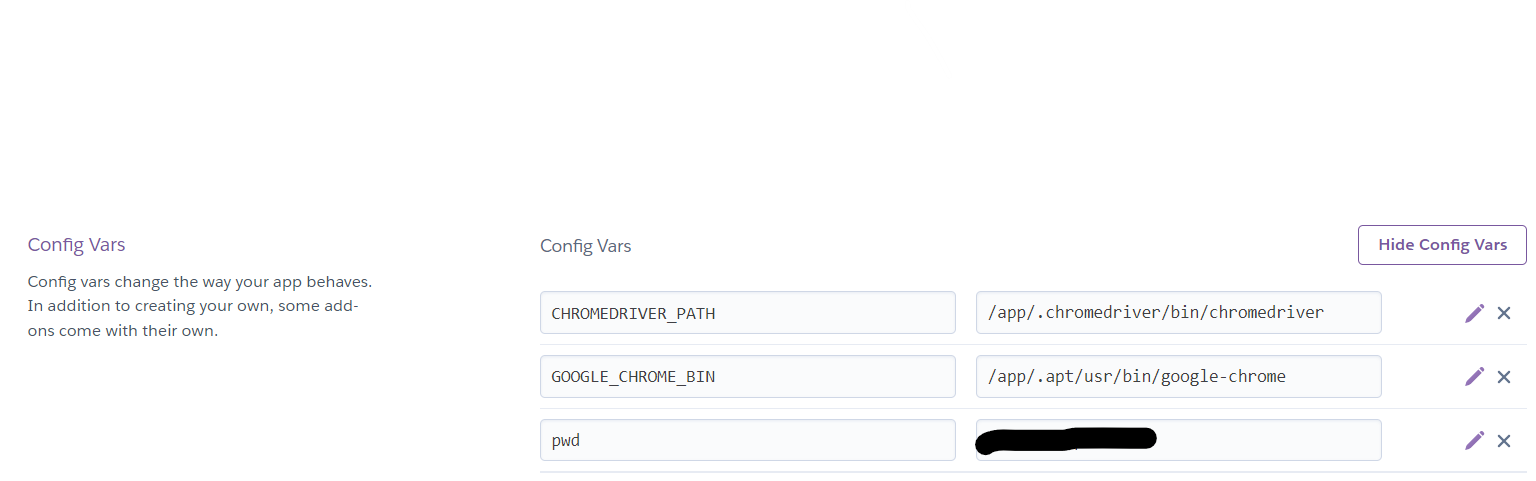 Config Vars
Config vars change the way your app behaves.
In addition to creating your own, some add-
ons come with their own.
Config Vars
Hide Config Vars
CHROMEDRIVER_PATH
/app/.chromedriver/bin/chromedriver
GOOGLE_CHROME_BIN
/app/.apt/usr/bin/google-chrome
pwd